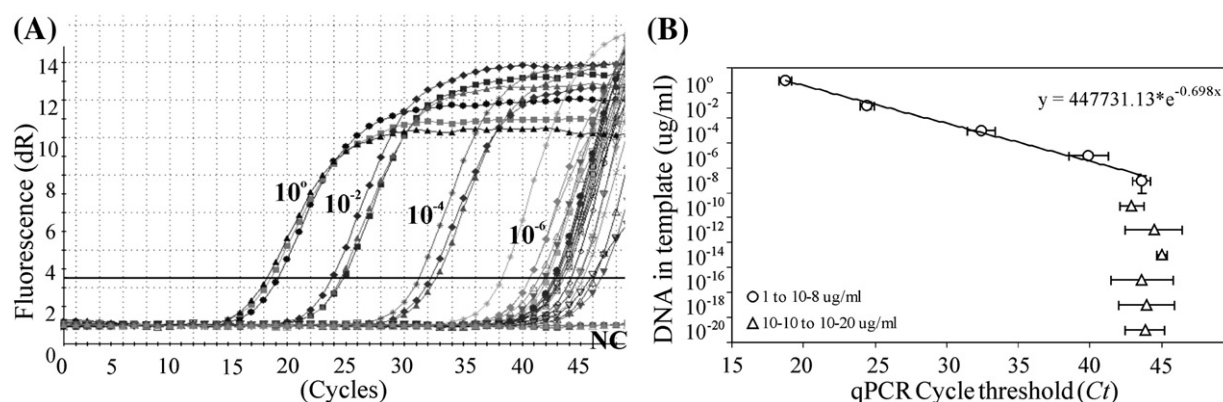 (A)
Fluorescence (dR)
14
12
10
8
6
4
2
0
10⁰
10⁻²
10⁻⁴
10⁻⁶
NC
0 5 10 15 20 25 30 35 40 45
(Cycles)
(B)
DNA in template (ug/ml)
10⁰
10⁻²
10⁻⁴
10⁻⁶
10⁻⁸
10⁻¹⁰
10⁻¹²
10⁻¹⁴
10⁻¹⁶
10⁻¹⁸
10⁻²⁰
y = 447731.13*e⁻⁰·⁶⁹⁸ˣ
1 to 10-8 ug/ml
10-10 to 10-20 ug/ml
15 20 25 30 35 40 45
qPCR Cycle threshold (Ct)